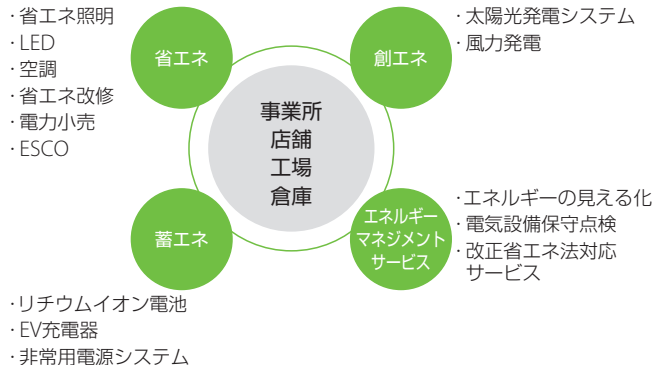 ・省エネ照明
・LED
・空調
・省エネ改修
・電力小売
・ESCO
省エネ
創エネ
・太陽光発電システム
・風力発電
事業所
店舗
工場
倉庫
蓄エネ
・リチウムイオン電池
・EV充電器
・非常用電源システム
エネルギー
マネジメント
サービス
・エネルギーの見える化
・電気設備保守点検
・改正省エネ法対応
サービス